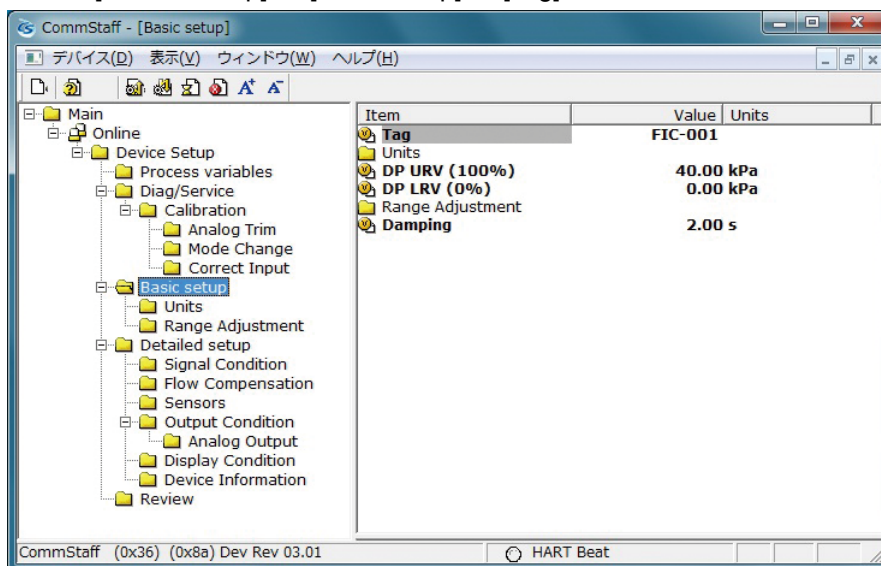 CommStaff - [Basic setup]
デバイス(D) 表示(V) ウィンドウ(W) ヘルプ(H)
Main
Online
Device Setup
Process variables
Diag/Service
Calibration
Analog Trim
Mode Change
Correct Input
Basic setup
Units
Range Adjustment
Detailed setup
Signal Condition
Flow Compensation
Sensors
Output Condition
Analog Output
Display Condition
Device Information
Review
Item Value Units
Tag FIC-001
Units
DP URV (100%) 40.00 kPa
DP LRV (0%) 0.00 kPa
Range Adjustment
Damping 2.00 s
CommStaff (0x36) (0x8a) Dev Rev 03.01 HART Beat